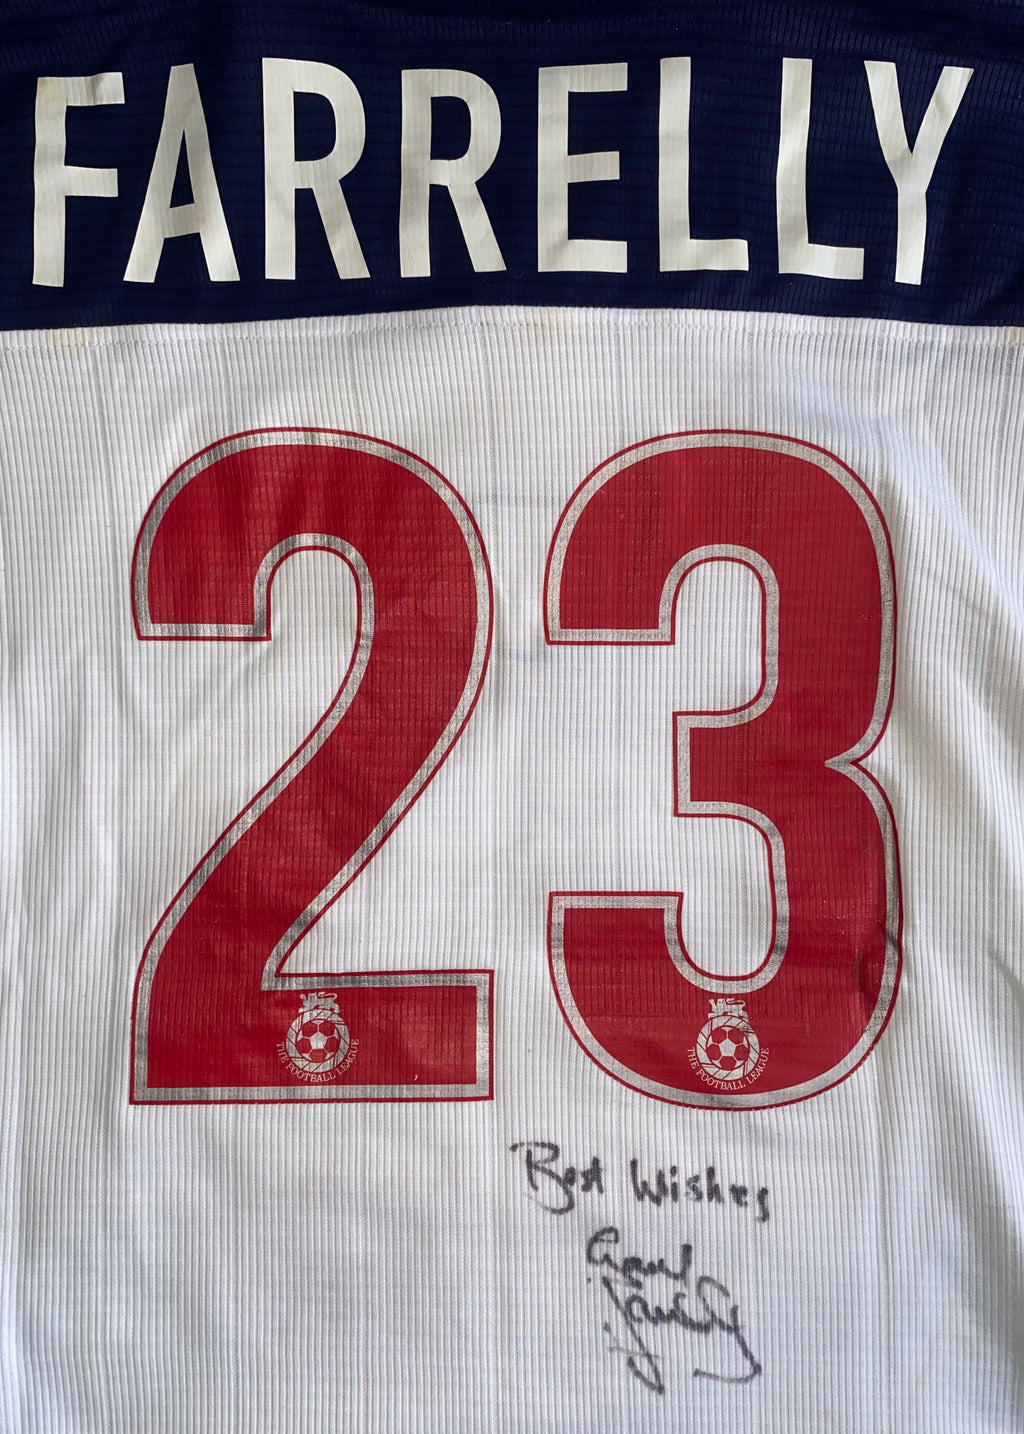 FARRELLY
23
THE FOOTBALL LEAGUE
THE FOOTBALL LEAGUE
Best Wishes